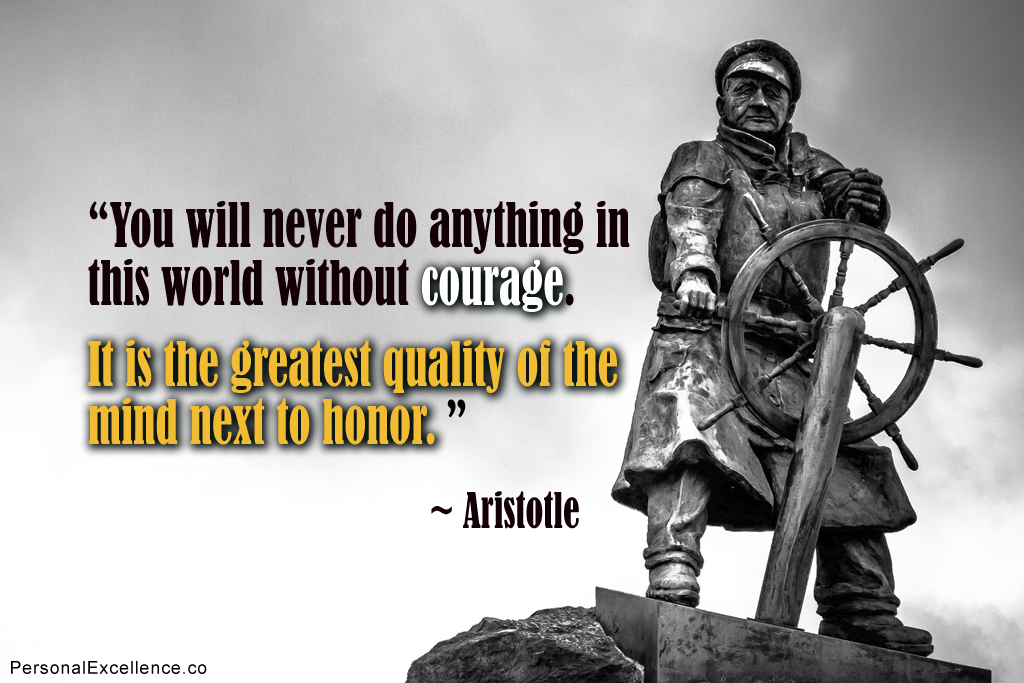 “You will never do anything in
this world without courage.
It is the greatest quality of the
mind next to honor. ”
~ Aristotle
PersonalExcellence.co